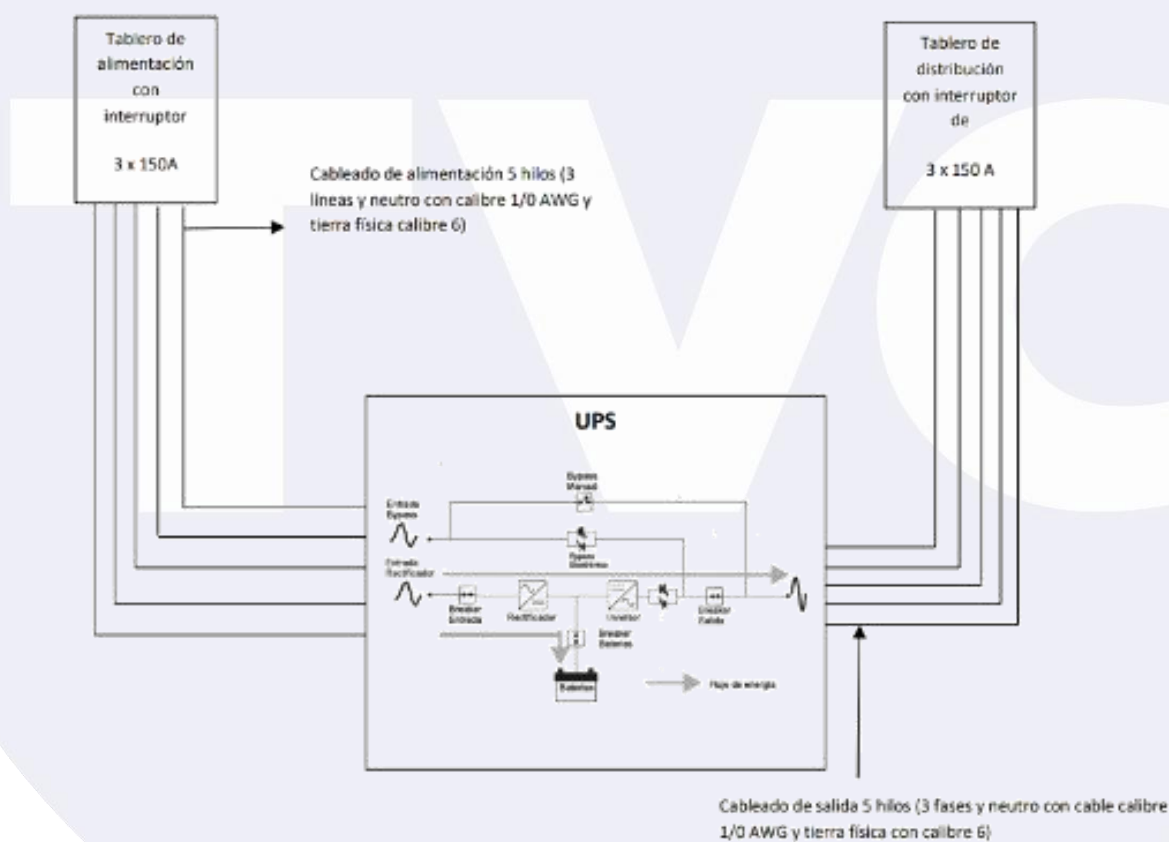 Tablero de
alimentación
con
interruptor
3 x 150A
Tablero de
distribución
con interruptor
de
3 x 150 A
Cableado de alimentación 5 hilos (3
líneas y neutro con calibre 1/0 AWG y
tierra física calibre 6)
UPS
Bypass
Manual
Entrada
Bypass
Bypass
Electrónico
Entrada
Rectificador
Breaker
Entrada
Rectificador
Inversor
Breaker
Salida
Breaker
Baterías
Baterías
Flujo de energía
Cableado de salida 5 hilos (3 fases y neutro con cable calibre
1/0 AWG y tierra física con calibre 6)
TVC